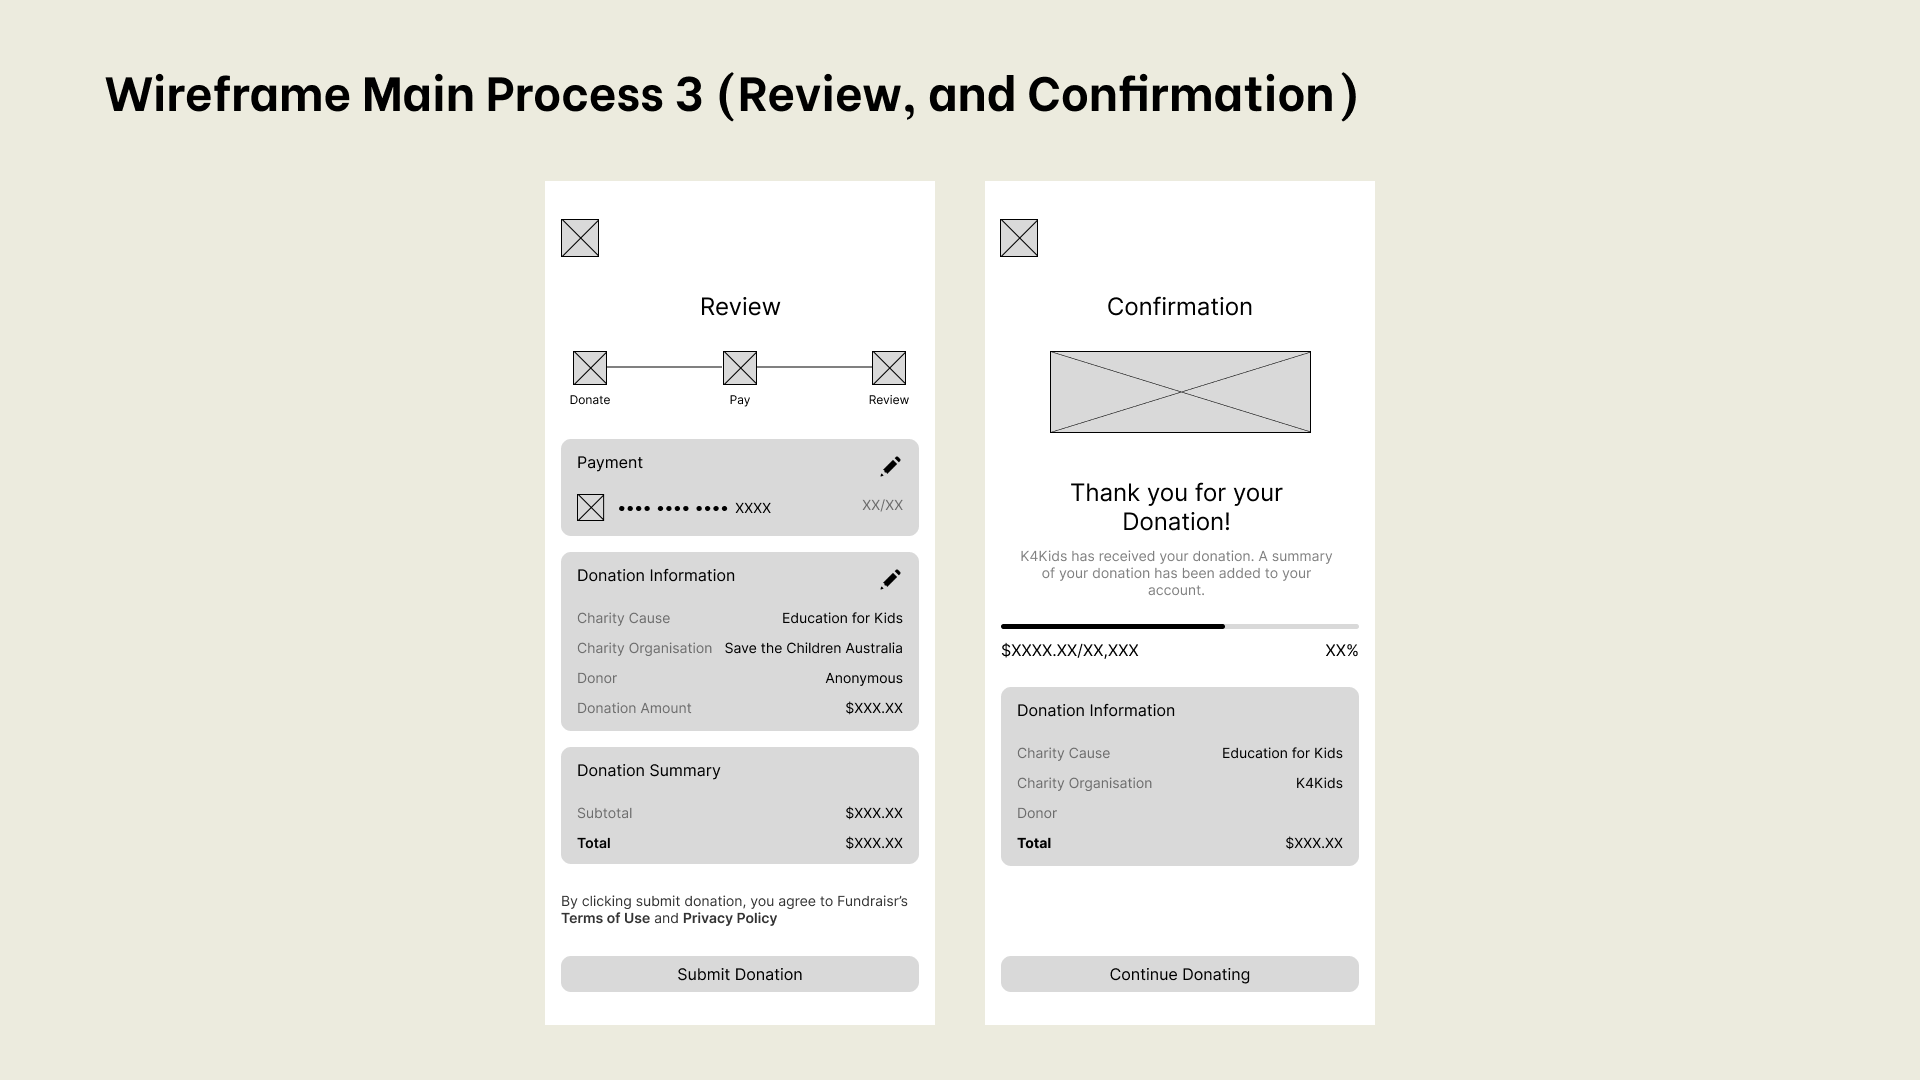 Wireframe Main Process 3 (Review, and Confirmation)
Review
Donate Pay Review
Payment
•••• •••• •••• XXXX XX/XX
Donation Information
Charity Cause Education for Kids
Charity Organisation Save the Children Australia
Donor Anonymous
Donation Amount $XXX.XX
Donation Summary
Subtotal $XXX.XX
Total $XXX.XX
By clicking submit donation, you agree to Fundraisr’s
Terms of Use and Privacy Policy
Submit Donation
Confirmation
Thank you for your
Donation!
K4Kids has received your donation. A summary
of your donation has been added to your
account.
$XXXX.XX/XX,XXX XX%
Donation Information
Charity Cause Education for Kids
Charity Organisation K4Kids
Donor
Total $XXX.XX
Continue Donating